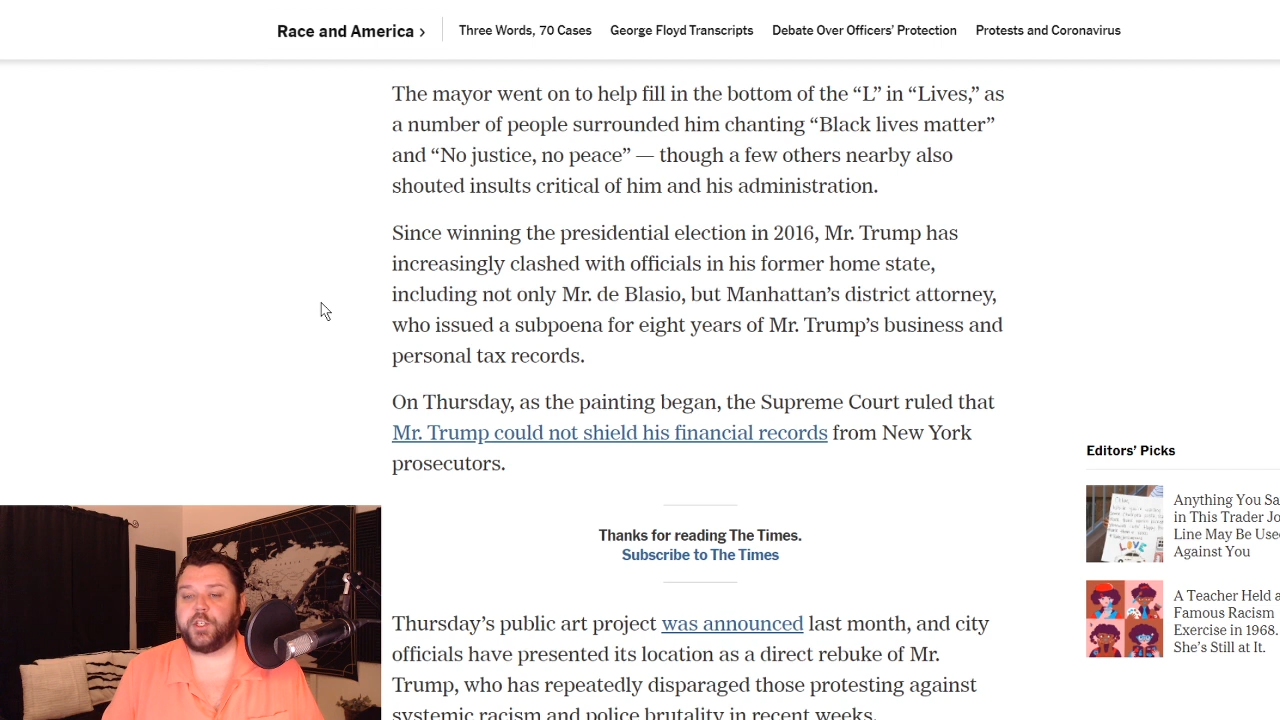 Race and America › Three Words, 70 Cases George Floyd Transcripts Debate Over Officers' Protection Protests and Coronavirus
The mayor went on to help fill in the bottom of the “L” in “Lives,” as
a number of people surrounded him chanting “Black lives matter”
and “No justice, no peace” — though a few others nearby also
shouted insults critical of him and his administration.
Since winning the presidential election in 2016, Mr. Trump has
increasingly clashed with officials in his former home state,
including not only Mr. de Blasio, but Manhattan’s district attorney,
who issued a subpoena for eight years of Mr. Trump’s business and
personal tax records.
On Thursday, as the painting began, the Supreme Court ruled that
Mr. Trump could not shield his financial records from New York
prosecutors.
Thanks for reading The Times.
Subscribe to The Times
Thursday’s public art project was announced last month, and city
officials have presented its location as a direct rebuke of Mr.
Trump, who has repeatedly disparaged those protesting against
systemic racism and police brutality in recent weeks.
Editors’ Picks
Anything You Sa
in This Trader Jo
Line May Be Use
Against You
A Teacher Held a
Famous Racism
Exercise in 1968.
She’s Still at It.
LOVE